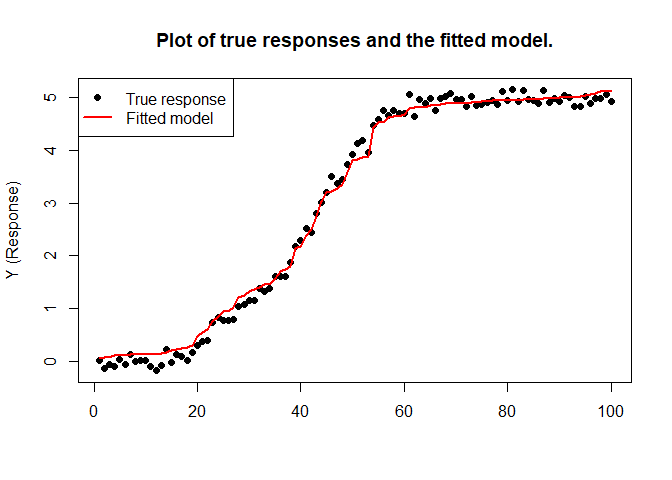 Plot of true responses and the fitted model.
True response
Fitted model
Y (Response)
5
4
3
2
1
0
0 20 40 60 80 100